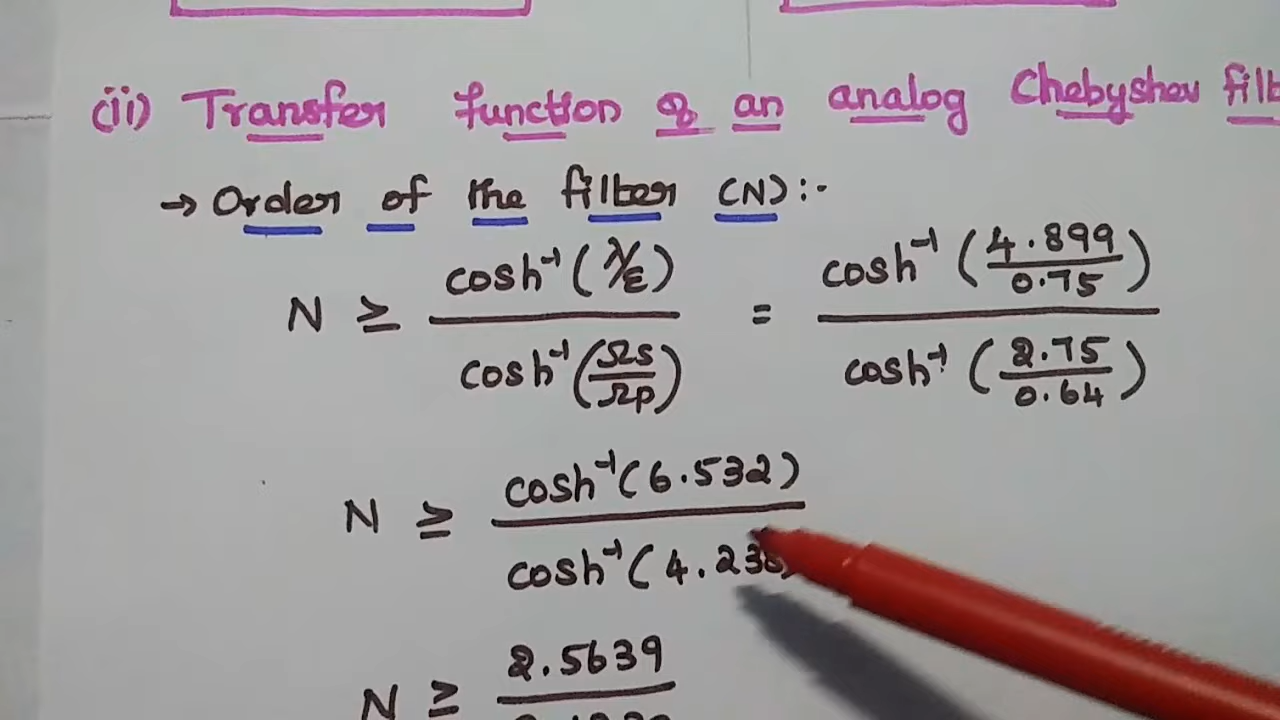 (ii) Transfer function of an analog Chebyshev
→ Order of the filter (N):-
N ≥ cosh⁻¹(λ/ε) / cosh⁻¹(Ωs/Ωp) = cosh⁻¹(4.899/0.75) / cosh⁻¹(2.75/0.64)
N ≥ cosh⁻¹(6.532) / cosh⁻¹(4.23
N ≥ 2.5639